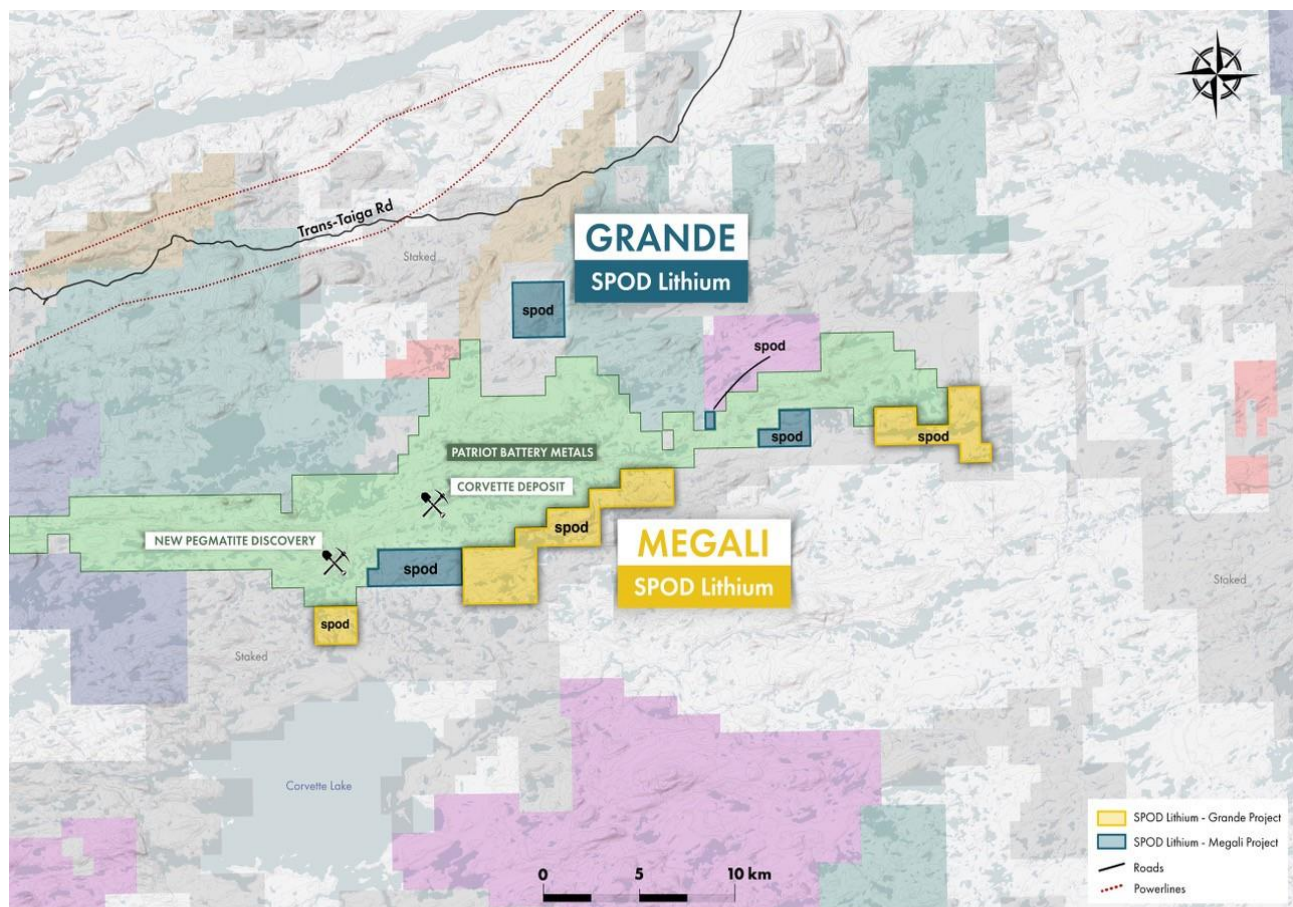 Trans-Taiga Rd
Staked
GRANDE
SPOD Lithium
spod
spod
PATRIOT BATTERY METALS
CORVETTE DEPOSIT
spod
spod
NEW PEGMATITE DISCOVERY
spod
MEGALI
SPOD Lithium
spod
Staked
spod
Staked
Corvette Lake
0 5 10 km
SPOD Lithium - Grande Project
SPOD Lithium - Megali Project
Roads
Powerlines